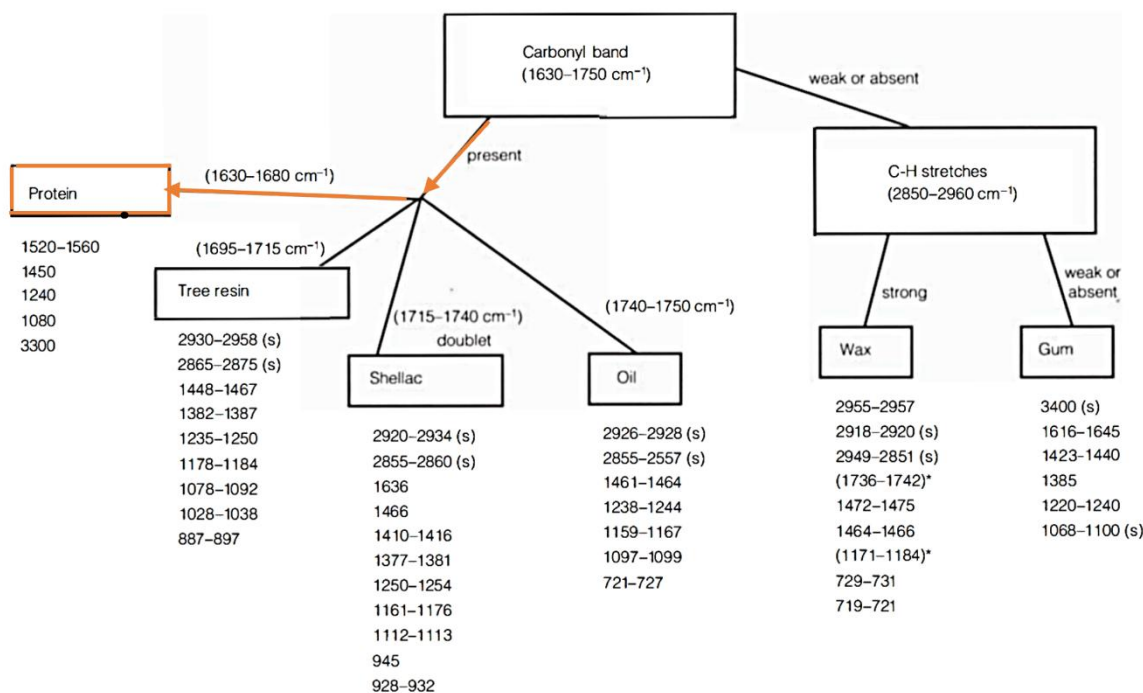 Carbonyl band
(1630–1750 cm⁻¹)
weak or absent
present
C-H stretches
(2850–2960 cm⁻¹)
(1630–1680 cm⁻¹)
Protein
1520–1560
1450
1240
1080
3300
(1695–1715 cm⁻¹)
Tree resin
2930–2958 (s)
2865–2875 (s)
1448–1467
1382–1387
1235–1250
1178–1184
1078–1092
1028–1038
887–897
(1715–1740 cm⁻¹)
doublet
Shellac
2920–2934 (s)
2855–2860 (s)
1636
1466
1410–1416
1377–1381
1250–1254
1161–1176
1112–1113
945
928–932
(1740–1750 cm⁻¹)
Oil
2926–2928 (s)
2855–2557 (s)
1461–1464
1238–1244
1159–1167
1097–1099
721–727
strong
Wax
2955–2957
2918–2920 (s)
2949–2851 (s)
(1736–1742)*
1472–1475
1464–1466
(1171–1184)*
729–731
719–721
weak or
absent
Gum
3400 (s)
1616–1645
1423–1440
1385
1220–1240
1068–1100 (s)